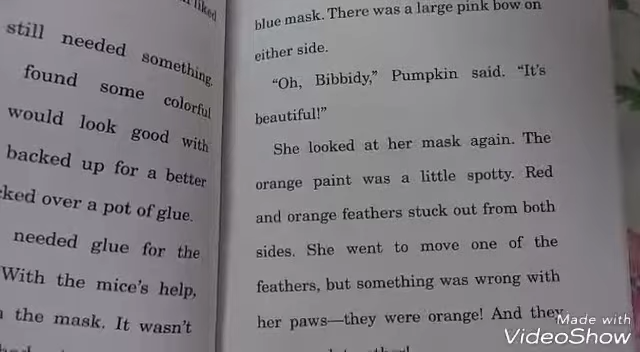 liked
still needed something.
found some colorful
would look good with
backed up for a better
ked over a pot of glue.
needed glue for the
With the mice's help,
the mask. It wasn't
blue mask. There was a large pink bow on
either side.
"Oh, Bibbidy," Pumpkin said. "It's
beautiful!"
She looked at her mask again. The
orange paint was a little spotty. Red
and orange feathers stuck out from both
sides. She went to move one of the
feathers, but something was wrong with
her paws—they were orange! And they
Made with
VideoShow